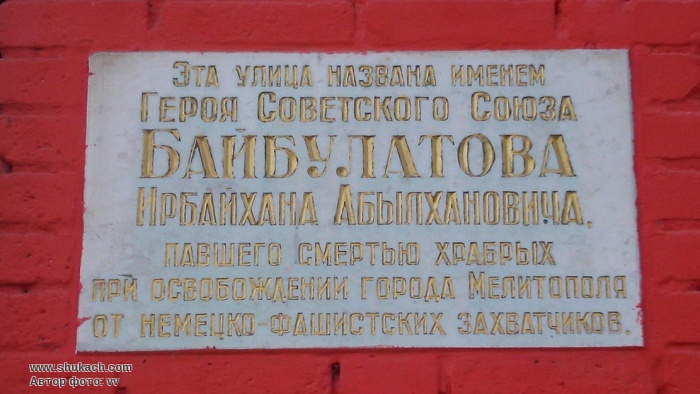 Эта улица названа именем
Героя Советского Союза
Байбулатова
Ирбайхана Абылхановича,
павшего смертью храбрых
при освобождении города Мелитополя
от немецко-фашистских захватчиков.
www.shukach.com
Автор фото: vv